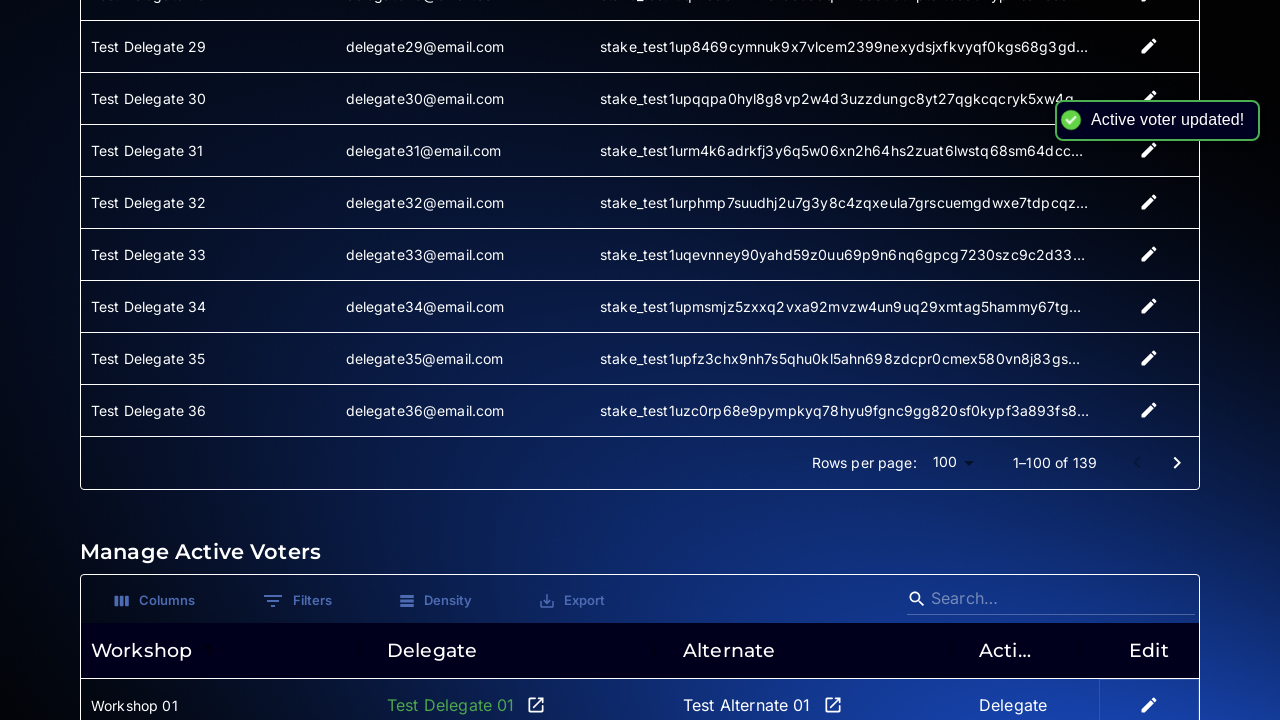 Test Delegate 29 delegate29@email.com stake_test1up8469cymnuk9x7vlcem2399nexydsjxfkvyqf0kgs68g3gd...
Test Delegate 30 delegate30@email.com stake_test1upqqpa0hyl8g8vp2w4d3uzzdungc8yt27qgkcqcryk5xw4g
Active voter updated!
Test Delegate 31 delegate31@email.com stake_test1urm4k6adrkfj3y6q5w06xn2h64hs2zuat6lwstq68sm64dcc...
Test Delegate 32 delegate32@email.com stake_test1urphmp7suudhj2u7g3y8c4zqxeula7grscuemgdwxe7tdpcqz...
Test Delegate 33 delegate33@email.com stake_test1uqevnney90yahd59z0uu69p9n6nq6gpcg7230szc9c2d33...
Test Delegate 34 delegate34@email.com stake_test1upmsmjz5zxxq2vxa92mvzw4un9uq29xmtag5hammy67tg...
Test Delegate 35 delegate35@email.com stake_test1upfz3chx9nh7s5qhu0kl5ahn698zdcpr0cmex580vn8j83gs...
Test Delegate 36 delegate36@email.com stake_test1uzc0rp68e9pympkyq78hyu9fgnc9gg820sf0kypf3a893fs8...
Rows per page: 100 1–100 of 139
Manage Active Voters
Columns Filters Density Export Search...
Workshop Delegate Alternate Acti... Edit
Workshop 01 Test Delegate 01 Test Alternate 01 Delegate